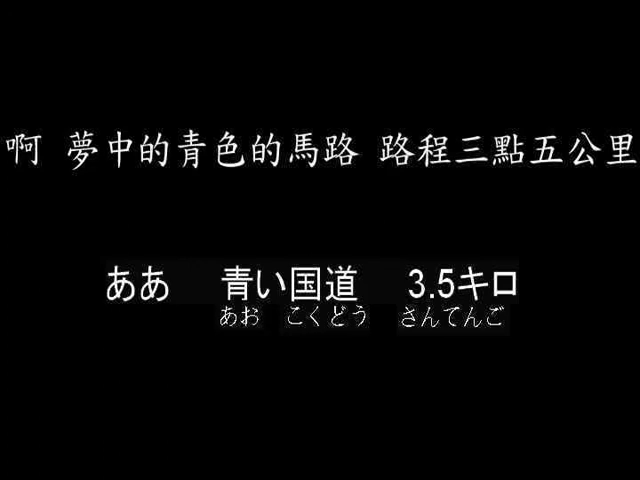 啊 夢中的青色的馬路 路程三點五公里
ああ 青い国道 3.5キロ
あお こくどう さんてんご